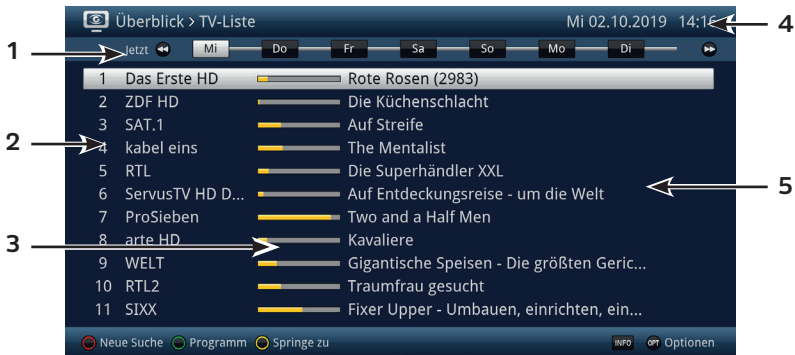 Überblick > TV-Liste Mi 02.10.2019 14:16 4
1 Jetzt Mi Do Fr Sa So Mo Di
1 Das Erste HD Rote Rosen (2983)
2 ZDF HD Die Küchenschlacht
3 SAT.1 Auf Streife
2 4 kabel eins The Mentalist
5 RTL Die Superhändler XXL
6 ServusTV HD D... Auf Entdeckungsreise - um die Welt 5
7 ProSieben Two and a Half Men
3 8 arte HD Kavaliere
9 WELT Gigantische Speisen - Die größten Geric...
10 RTL2 Traumfrau gesucht
11 SIXX Fixer Upper - Umbauen, einrichten, ein...
Neue Suche Programm Springe zu INFO OPT Optionen